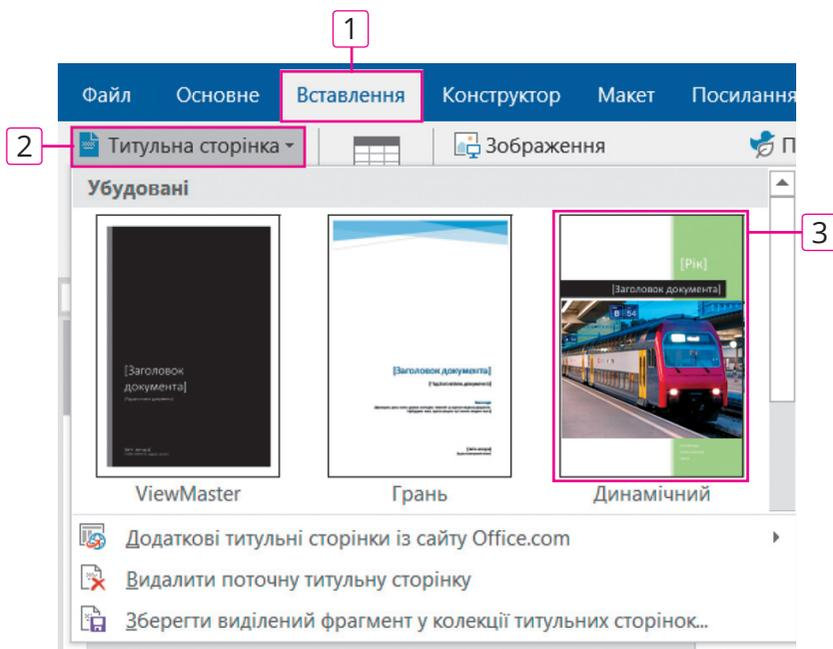 1
Файл Основне Вставлення Конструктор Макет Посилання
2
Титульна сторінка Зображення П
Убудовані
3
[Рік]
[Заголовок документа]
B 54
[Заголовок
документа]
[Заголовок документа]
ViewMaster Грань Динамічний
Додаткові титульні сторінки із сайту Office.com
Видалити поточну титульну сторінку
Зберегти виділений фрагмент у колекції титульних сторінок...